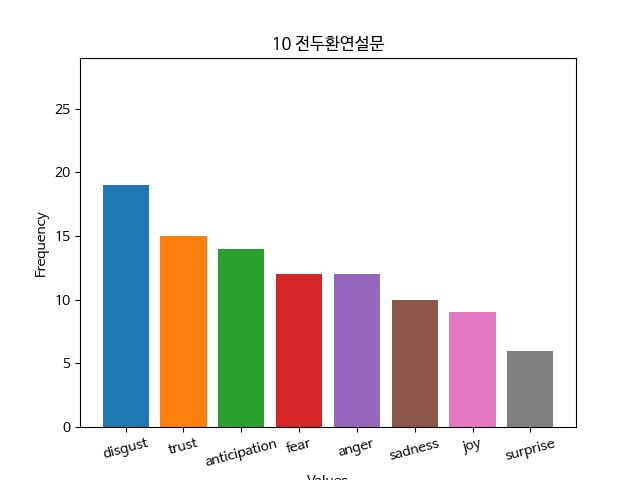 10 전두환연설문
25
20
15
10
5
0
Frequency
disgust
trust
anticipation
fear
anger
sadness
joy
surprise
Values